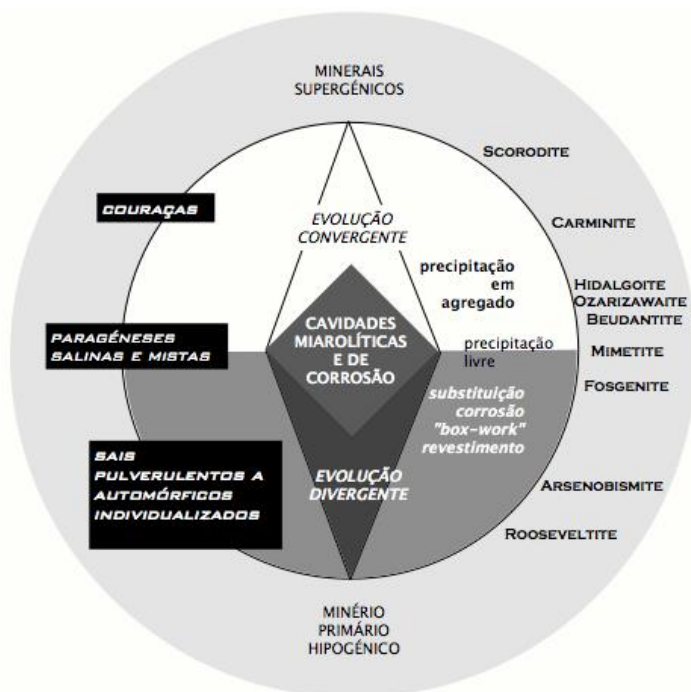 MINERAIS
SUPERGÉNICOS
SCORODITE
COURAÇAS
EVOLUÇÃO
CONVERGENTE
CARMINITE
precipitação
em
agregado
HIDALGOITE
OZARIZAWAITE
BEUDANTITE
CAVIDADES
MIAROLÍTICAS
E DE
CORROSÃO
PARAGÉNESES
SALINAS E MISTAS
precipitação
livre
MIMETITE
FOSGENITE
substituição
corrosão
"box-work"
revestimento
SAIS
PULVERULENTOS A
AUTOMÓRFICOS
INDIVIDUALIZADOS
EVOLUÇÃO
DIVERGENTE
ARSENOBISMITE
ROOSEVELTITE
MINÉRIO
PRIMÁRIO
HIPOGÉNICO